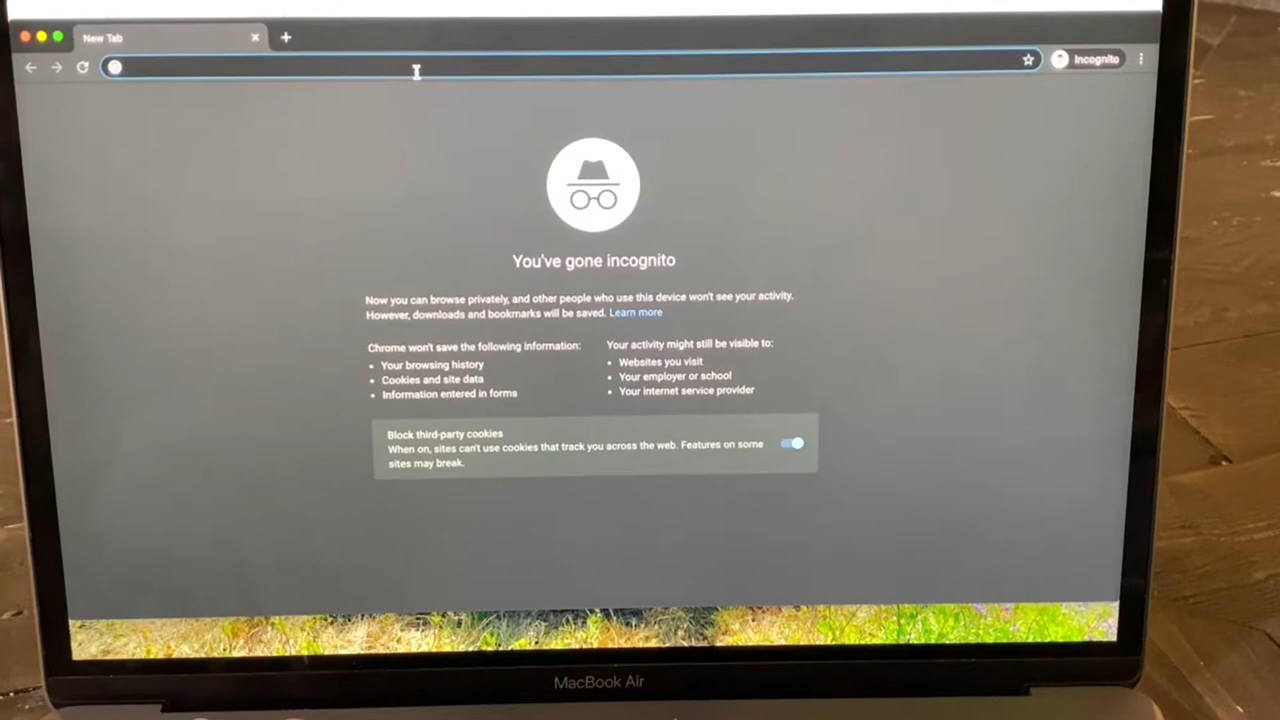 New Tab
Incognito
You've gone incognito
Now you can browse privately, and other people who use this device won't see your activity.
However, downloads and bookmarks will be saved. Learn more
Chrome won't save the following information:
• Your browsing history
• Cookies and site data
• Information entered in forms
Your activity might still be visible to:
• Websites you visit
• Your employer or school
• Your internet service provider
Block third-party cookies
When on, sites can't use cookies that track you across the web. Features on some
sites may break.
MacBook Air